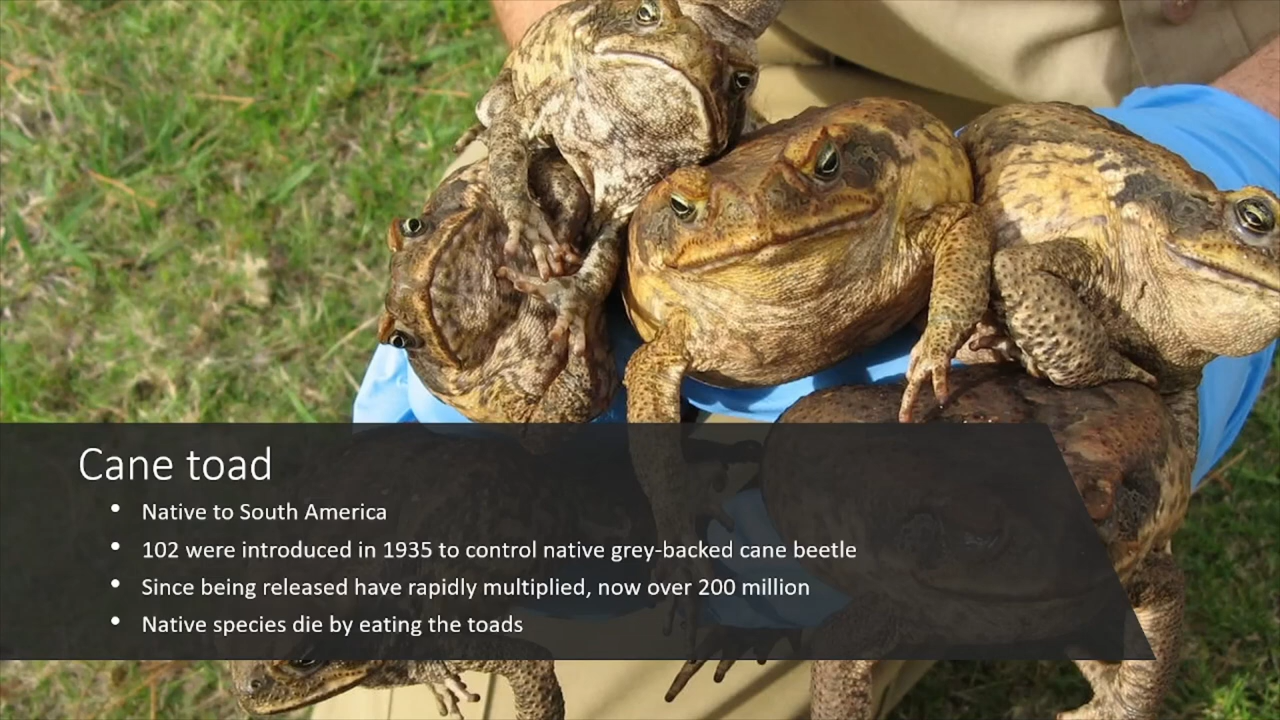 Cane toad
• Native to South America
• 102 were introduced in 1935 to control native grey-backed cane beetle
• Since being released have rapidly multiplied, now over 200 million
• Native species die by eating the toads